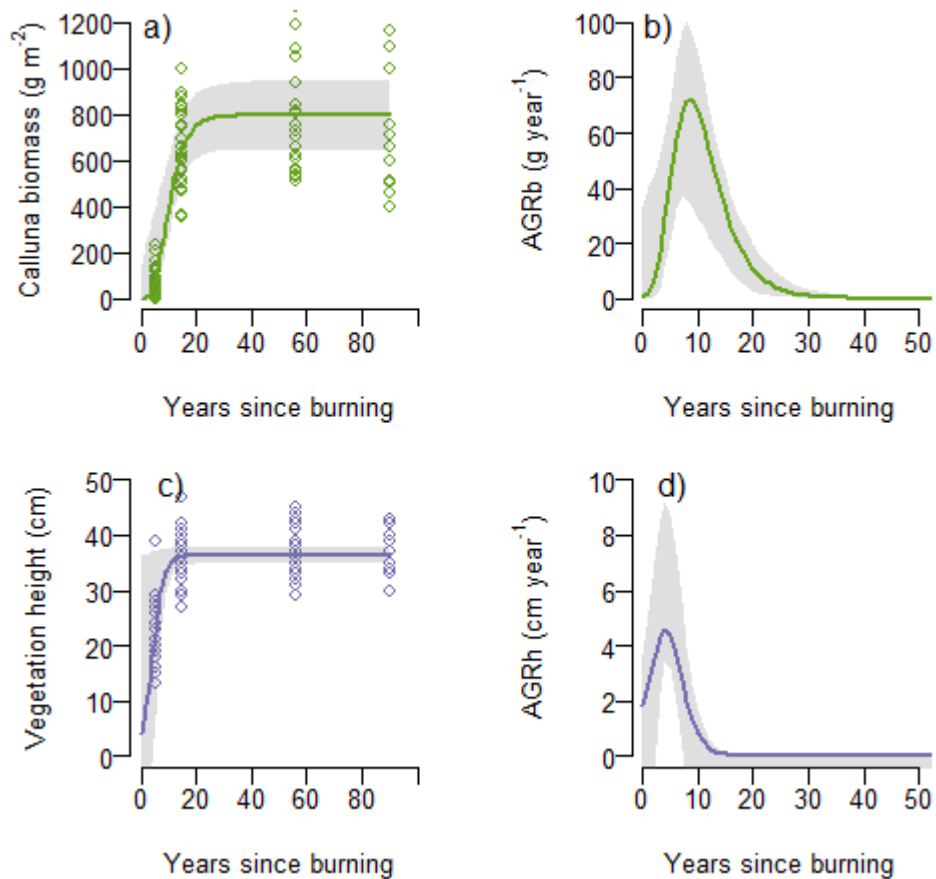 a)
Calluna biomass (g m-2)
1200
1000
800
600
400
200
0
0 20 40 60 80
Years since burning
b)
AGRb (g year-1)
100
80
60
40
20
0
0 10 20 30 40 50
Years since burning
c)
Vegetation height (cm)
50
40
30
20
10
0
0 20 40 60 80
Years since burning
d)
AGRh (cm year-1)
10
8
6
4
2
0
0 10 20 30 40 50
Years since burning